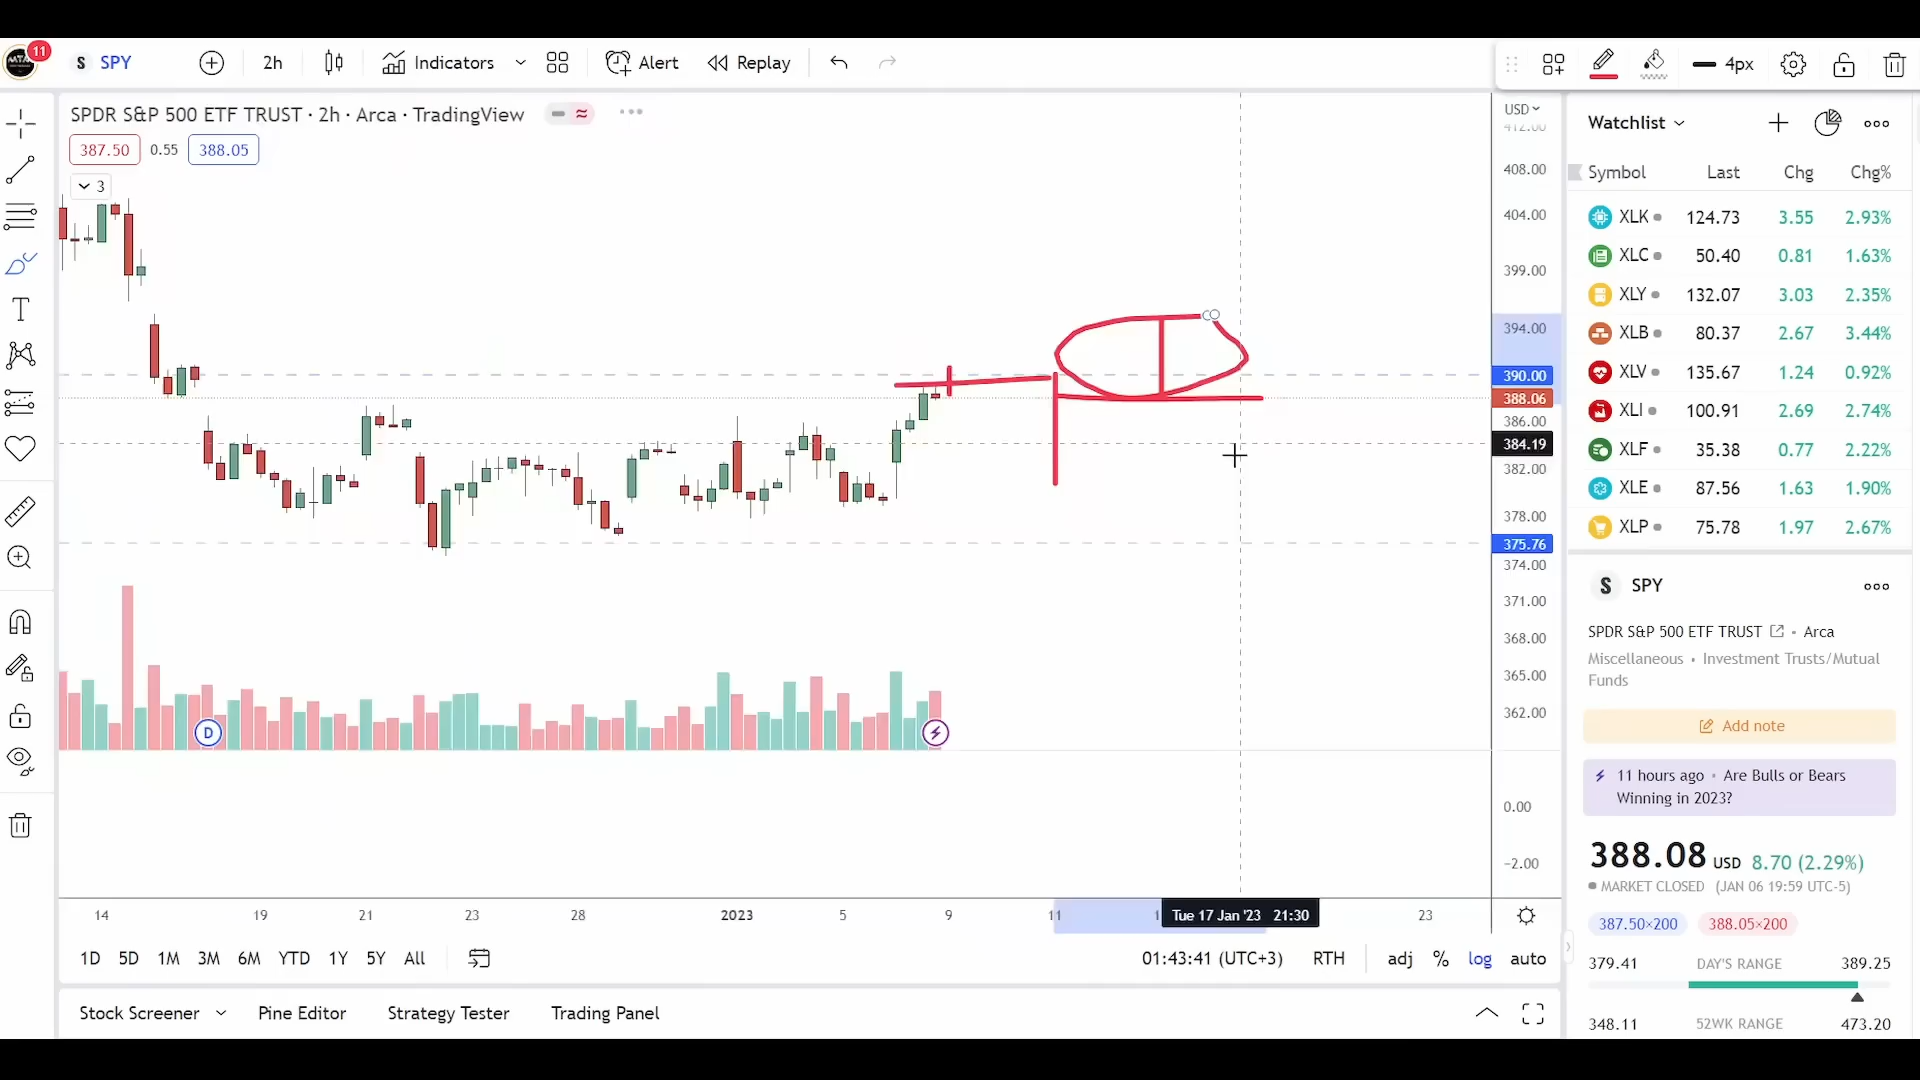 11
S SPY
2h
Indicators
Alert
Replay
4px
SPDR S&P 500 ETF TRUST · 2h · Arca · TradingView
387.50 0.55 388.05
3
USD
412.00
408.00
404.00
399.00
394.00
390.00
388.06
386.00
384.19
382.00
378.00
375.76
374.00
371.00
368.00
365.00
362.00
0.00
−2.00
D
14 19 21 23 28 2023 5 9 11 1 Tue 17 Jan '23 21:30 23
1D 5D 1M 3M 6M YTD 1Y 5Y All
01:43:41 (UTC+3) RTH adj % log auto
Stock Screener Pine Editor Strategy Tester Trading Panel
Watchlist
Symbol Last Chg Chg%
XLK 124.73 3.55 2.93%
XLC 50.40 0.81 1.63%
XLY 132.07 3.03 2.35%
XLB 80.37 2.67 3.44%
XLV 135.67 1.24 0.92%
XLI 100.91 2.69 2.74%
XLF 35.38 0.77 2.22%
XLE 87.56 1.63 1.90%
XLP 75.78 1.97 2.67%
S SPY
SPDR S&P 500 ETF TRUST • Arca
Miscellaneous • Investment Trusts/Mutual
Funds
Add note
11 hours ago • Are Bulls or Bears
Winning in 2023?
388.08 USD 8.70 (2.29%)
MARKET CLOSED (JAN 06 19:59 UTC-5)
387.50×200 388.05×200
379.41 DAY'S RANGE 389.25
348.11 52WK RANGE 473.20